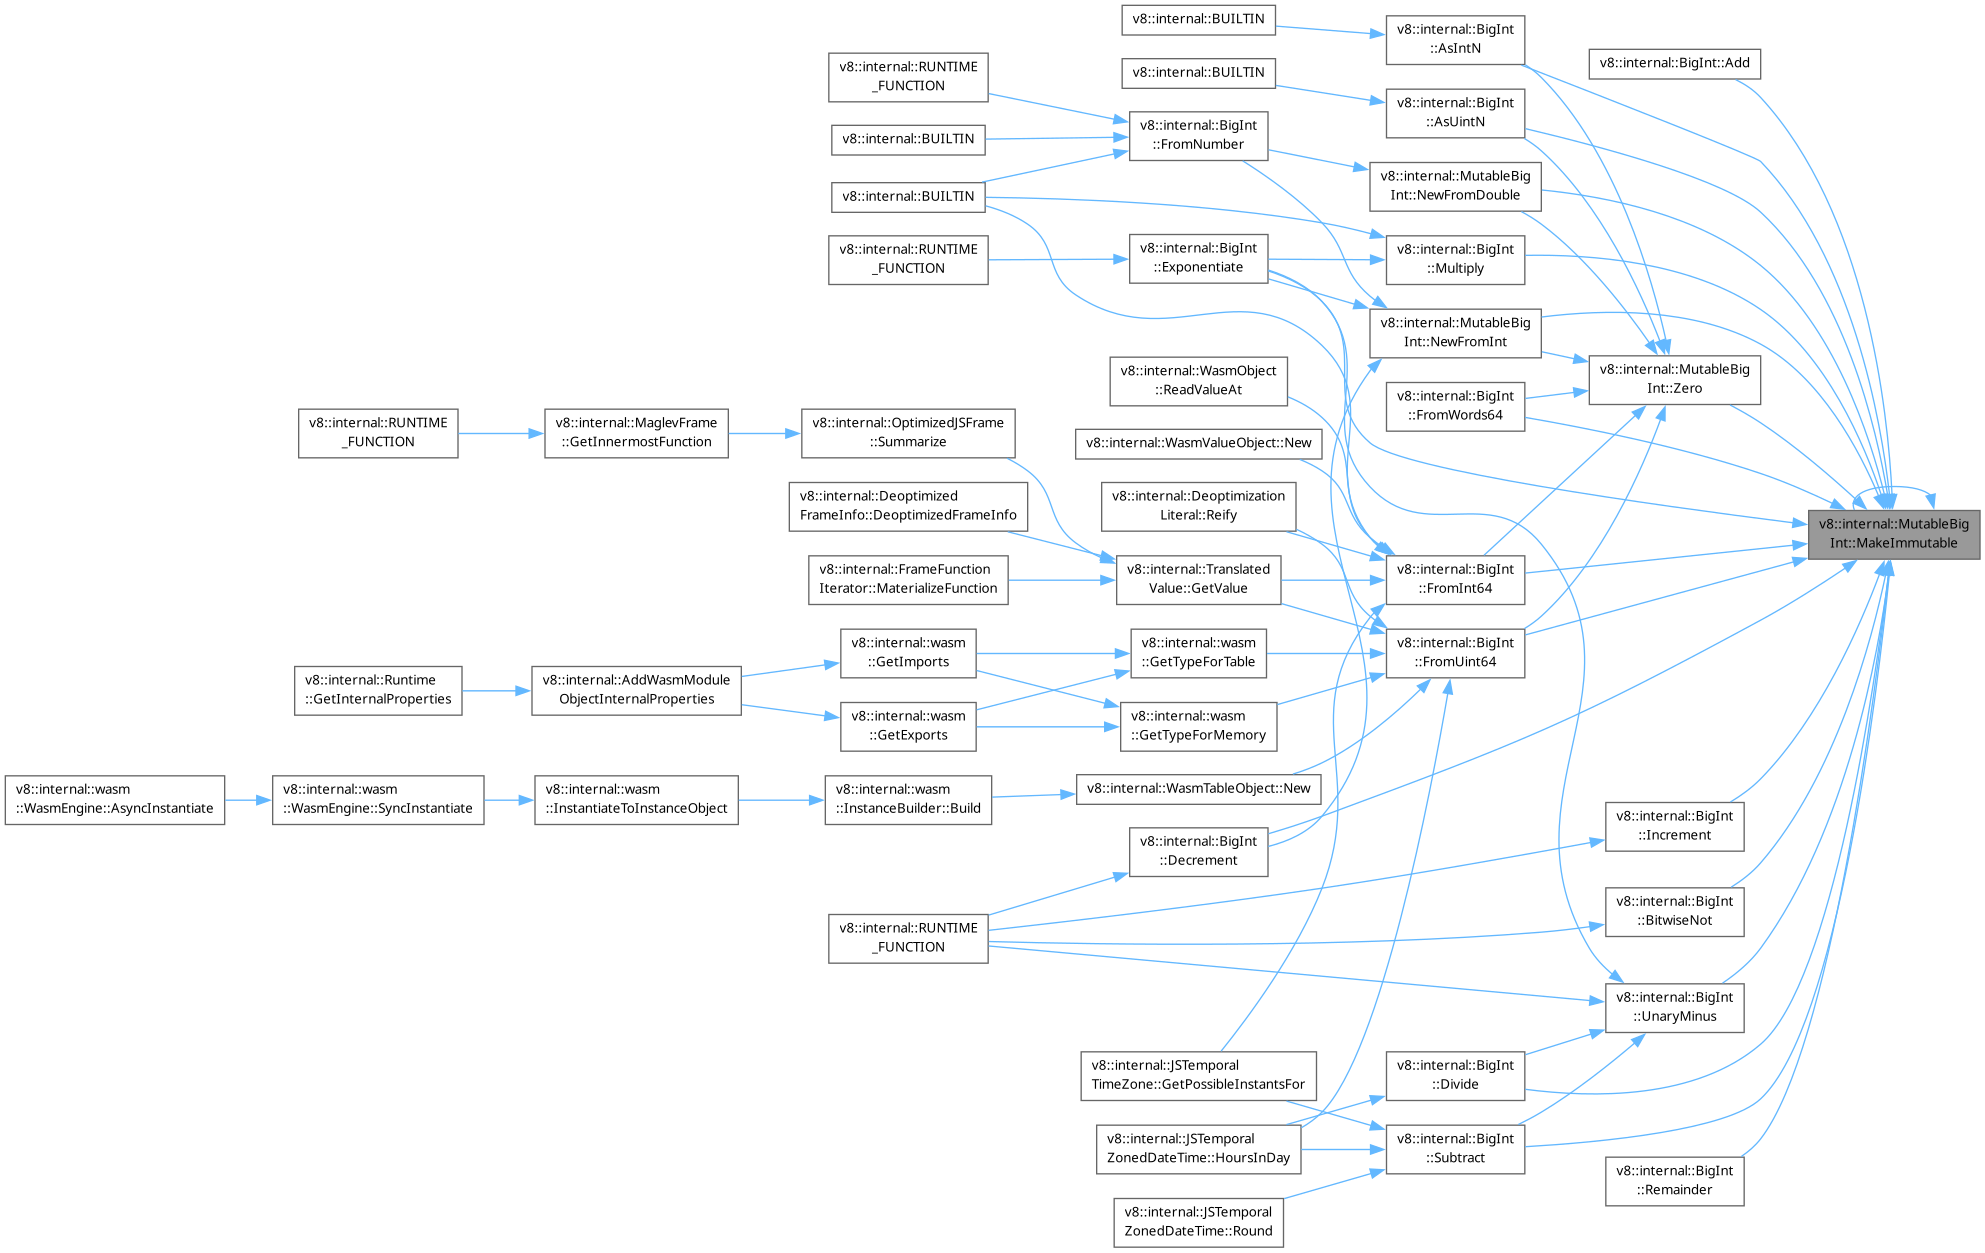 v8::internal::BUILTIN
v8::internal::BigInt
::AsIntN
v8::internal::BigInt::Add
v8::internal::RUNTIME
_FUNCTION
v8::internal::BUILTIN
v8::internal::BigInt
::AsUintN
v8::internal::BUILTIN
v8::internal::BigInt
::FromNumber
v8::internal::MutableBig
Int::NewFromDouble
v8::internal::BUILTIN
v8::internal::RUNTIME
_FUNCTION
v8::internal::BigInt
::Exponentiate
v8::internal::BigInt
::Multiply
v8::internal::MutableBig
Int::NewFromInt
v8::internal::WasmObject
::ReadValueAt
v8::internal::MutableBig
Int::Zero
v8::internal::BigInt
::FromWords64
v8::internal::RUNTIME
_FUNCTION
v8::internal::MaglevFrame
::GetInnermostFunction
v8::internal::OptimizedJSFrame
::Summarize
v8::internal::WasmValueObject::New
v8::internal::Deoptimized
FrameInfo::DeoptimizedFrameInfo
v8::internal::Deoptimization
Literal::Reify
v8::internal::MutableBig
Int::MakeImmutable
v8::internal::FrameFunction
Iterator::MaterializeFunction
v8::internal::Translated
Value::GetValue
v8::internal::BigInt
::FromInt64
v8::internal::wasm
::GetImports
v8::internal::wasm
::GetTypeForTable
v8::internal::BigInt
::FromUint64
v8::internal::Runtime
::GetInternalProperties
v8::internal::AddWasmModule
ObjectInternalProperties
v8::internal::wasm
::GetExports
v8::internal::wasm
::GetTypeForMemory
v8::internal::wasm
::WasmEngine::AsyncInstantiate
v8::internal::wasm
::WasmEngine::SyncInstantiate
v8::internal::wasm
::InstantiateToInstanceObject
v8::internal::wasm
::InstanceBuilder::Build
v8::internal::WasmTableObject::New
v8::internal::BigInt
::Increment
v8::internal::BigInt
::Decrement
v8::internal::BigInt
::BitwiseNot
v8::internal::RUNTIME
_FUNCTION
v8::internal::BigInt
::UnaryMinus
v8::internal::JSTemporal
TimeZone::GetPossibleInstantsFor
v8::internal::BigInt
::Divide
v8::internal::JSTemporal
ZonedDateTime::HoursInDay
v8::internal::BigInt
::Subtract
v8::internal::BigInt
::Remainder
v8::internal::JSTemporal
ZonedDateTime::Round